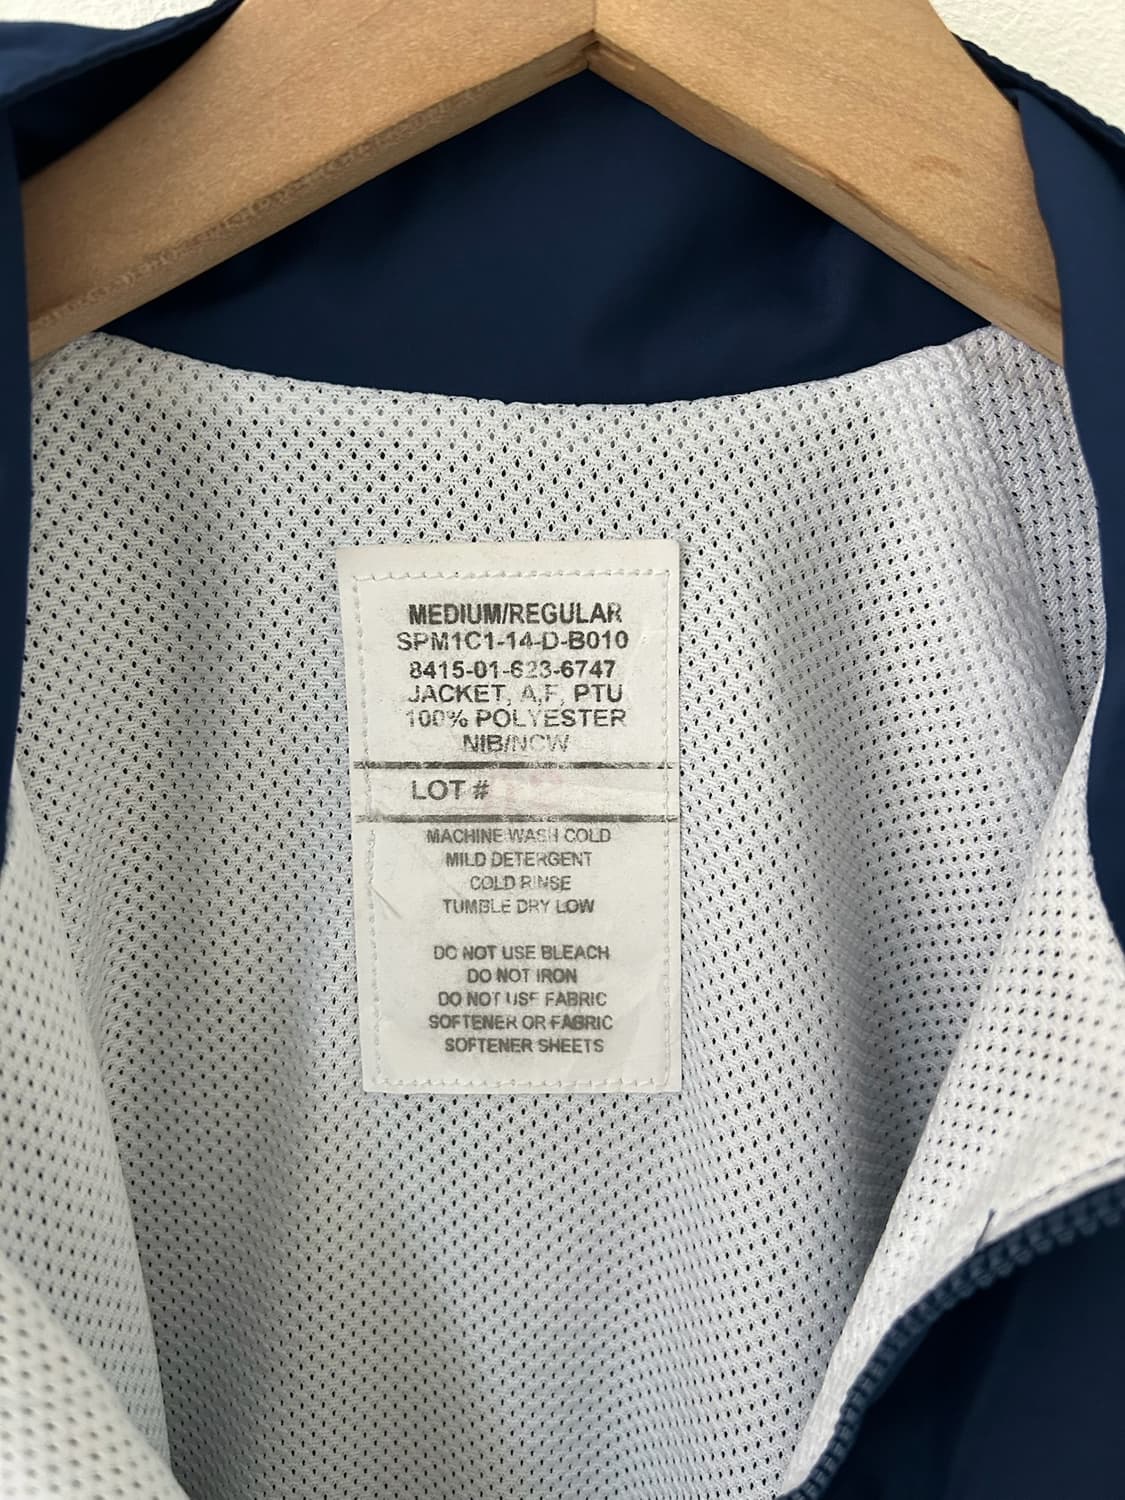 MEDIUM/REGULAR
SPM1C1-14-D-B010
8415-01-623-6747
JACKET, A,F, PTU
100% POLYESTER
NIB/NCW
LOT #
MACHINE WASH COLD
MILD DETERGENT
COLD RINSE
TUMBLE DRY LOW
DO NOT USE BLEACH
DO NOT IRON
DO NOT USE FABRIC
SOFTENER OR FABRIC
SOFTENER SHEETS